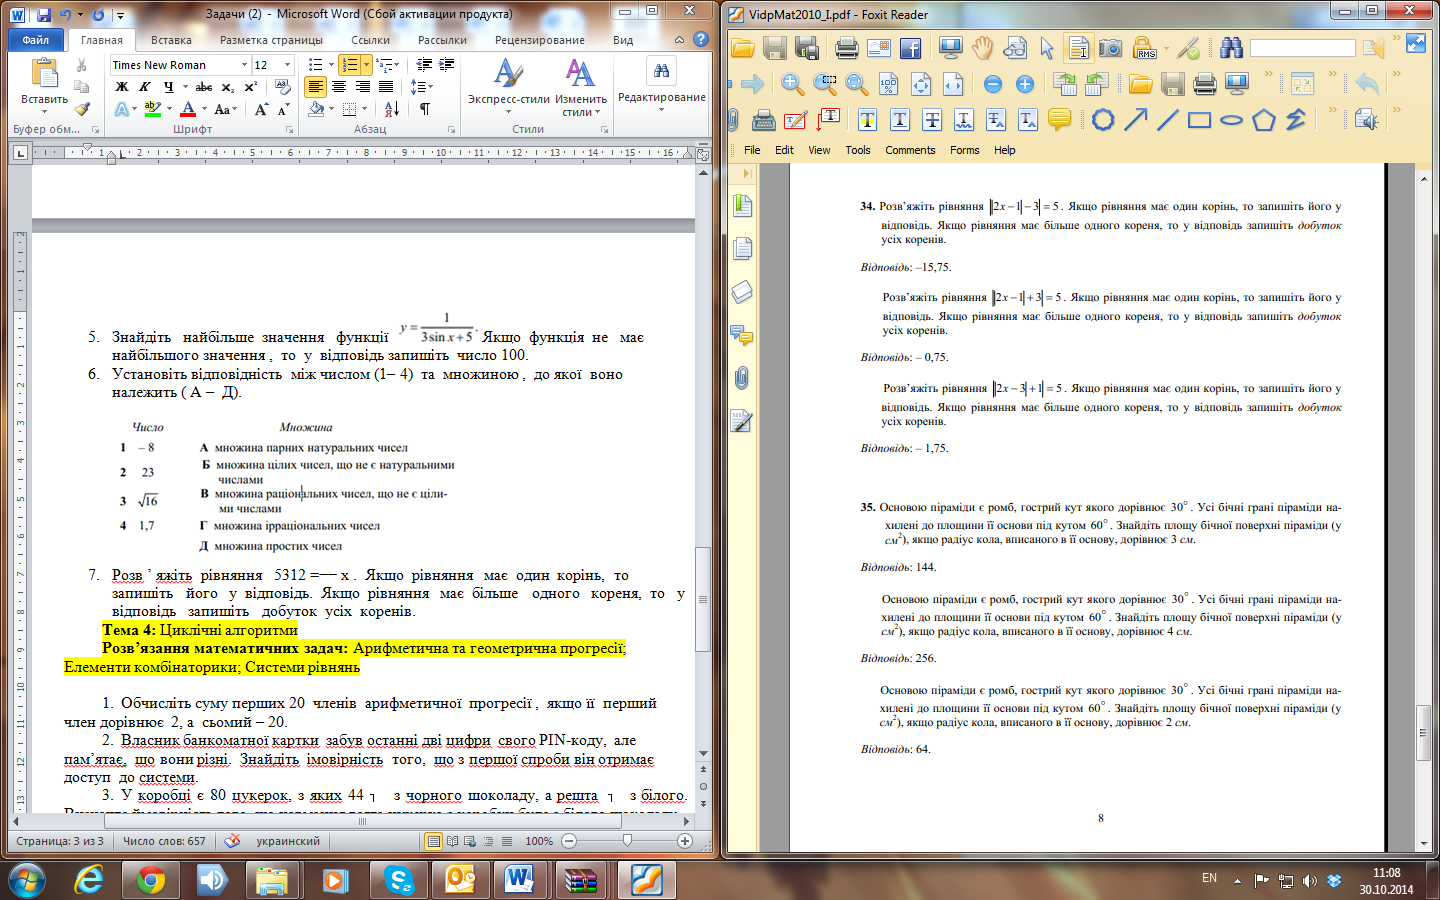 Задачи (2) - Microsoft Word (Сбой активации продукта)
Файл
Главная
Вставка
Разметка страницы
Ссылки
Рассылки
Рецензирование
Вид
Times New Roman
12
Вставить
Экспресс-стили
Изменить стили
Редактирование
Буфер обм...
Шрифт
Абзац
Стили
5. Знайдіть найбільше значення функції y = 1 / (3 sin x + 5). Якщо функція не має
найбільшого значення , то у відповідь запишіть число 100.
6. Установіть відповідність між числом (1– 4) та множиною , до якої воно
належить ( А – Д).
Число Множина
1 – 8 А множина парних натуральних чисел
2 23 Б множина цілих чисел, що не є натуральними
числами
3 √16 В множина раціональних чисел, що не є ціли-
ми числами
4 1,7 Г множина ірраціональних чисел
Д множина простих чисел
7. Розв ’ яжіть рівняння 5312 =−− x . Якщо рівняння має один корінь, то
запишіть його у відповідь. Якщо рівняння має більше одного кореня, то у
відповідь запишіть добуток усіх коренів.
Тема 4: Циклічні алгоритми
Розв’язання математичних задач: Арифметична та геометрична прогресії;
Елементи комбінаторики; Системи рівнянь
1. Обчисліть суму перших 20 членів арифметичної прогресії , якщо її перший
член дорівнює 2, а сьомий – 20.
2. Власник банкоматної картки забув останні дві цифри свого PIN-коду, але
пам’ятає, що вони різні. Знайдіть імовірність того, що з першої спроби він отримає
доступ до системи.
3. У коробці є 80 цукерок, з яких 44 ┐ з чорного шоколаду, а решта ┐ з білого.
Страница: 3 из 3
Число слов: 657
украинский
100%
VidpMat2010_I.pdf - Foxit Reader
File Edit View Tools Comments Forms Help
34. Розв’яжіть рівняння ||2x − 1| − 3| = 5 . Якщо рівняння має один корінь, то запишіть його у
відповідь. Якщо рівняння має більше одного кореня, то у відповідь запишіть добуток
усіх коренів.
Відповідь: –15,75.
Розв’яжіть рівняння ||2x − 1| + 3| = 5 . Якщо рівняння має один корінь, то запишіть його у
відповідь. Якщо рівняння має більше одного кореня, то у відповідь запишіть добуток
усіх коренів.
Відповідь: – 0,75.
Розв’яжіть рівняння ||2x − 3| + 1| = 5 . Якщо рівняння має один корінь, то запишіть його у
відповідь. Якщо рівняння має більше одного кореня, то у відповідь запишіть добуток
усіх коренів.
Відповідь: – 1,75.
35. Основою піраміди є ромб, гострий кут якого дорівнює 30° . Усі бічні грані піраміди на-
хилені до площини її основи під кутом 60° . Знайдіть площу бічної поверхні піраміди (у
см²), якщо радіус кола, вписаного в її основу, дорівнює 3 см.
Відповідь: 144.
Основою піраміди є ромб, гострий кут якого дорівнює 30° . Усі бічні грані піраміди на-
хилені до площини її основи під кутом 60° . Знайдіть площу бічної поверхні піраміди (у
см²), якщо радіус кола, вписаного в її основу, дорівнює 4 см.
Відповідь: 256.
Основою піраміди є ромб, гострий кут якого дорівнює 30° . Усі бічні грані піраміди на-
хилені до площини її основи під кутом 60° . Знайдіть площу бічної поверхні піраміди (у
см²), якщо радіус кола, вписаного в її основу, дорівнює 2 см.
Відповідь: 64.
8
EN
11:08
30.10.2014